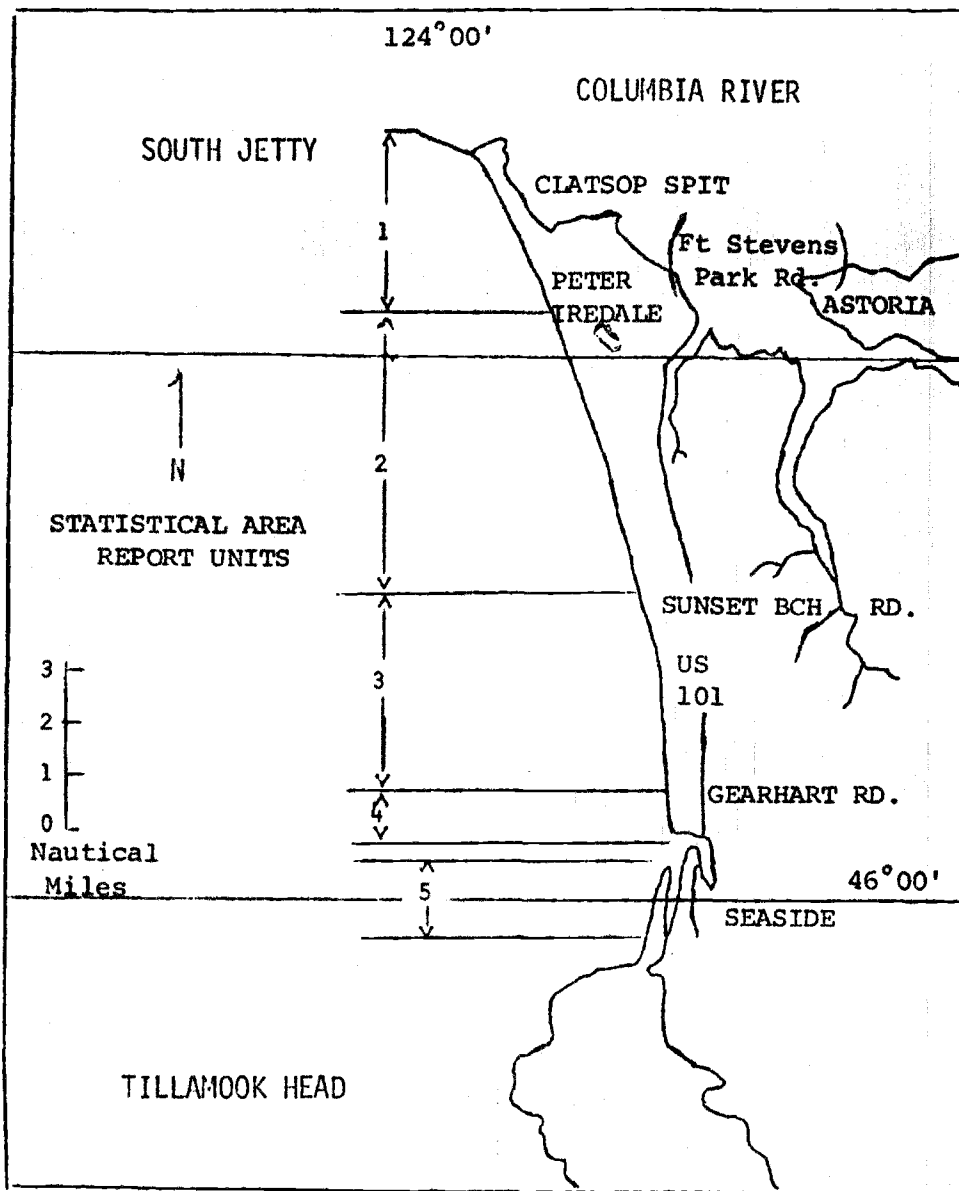 124°00'
COLUMBIA RIVER
SOUTH JETTY
CLATSOP SPIT
1
Ft Stevens
Park Rd.
PETER
IREDALE
ASTORIA
2
N
STATISTICAL AREA
REPORT UNITS
SUNSET BCH RD.
3
US
101
3
2
1
0
Nautical
Miles
GEARHART RD.
4
5
46°00'
SEASIDE
TILLAMOOK HEAD